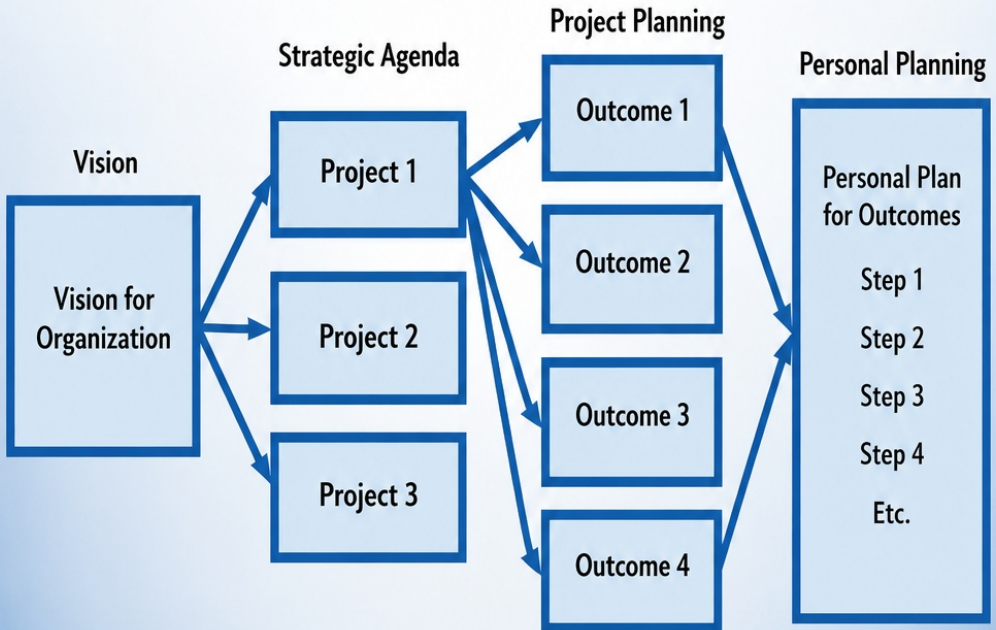 Vision
Vision for
Organization
Strategic Agenda
Project 1
Project 2
Project 3
Project Planning
Outcome 1
Outcome 2
Outcome 3
Outcome 4
Personal Planning
Personal Plan
for Outcomes
Step 1
Step 2
Step 3
Step 4
Etc.